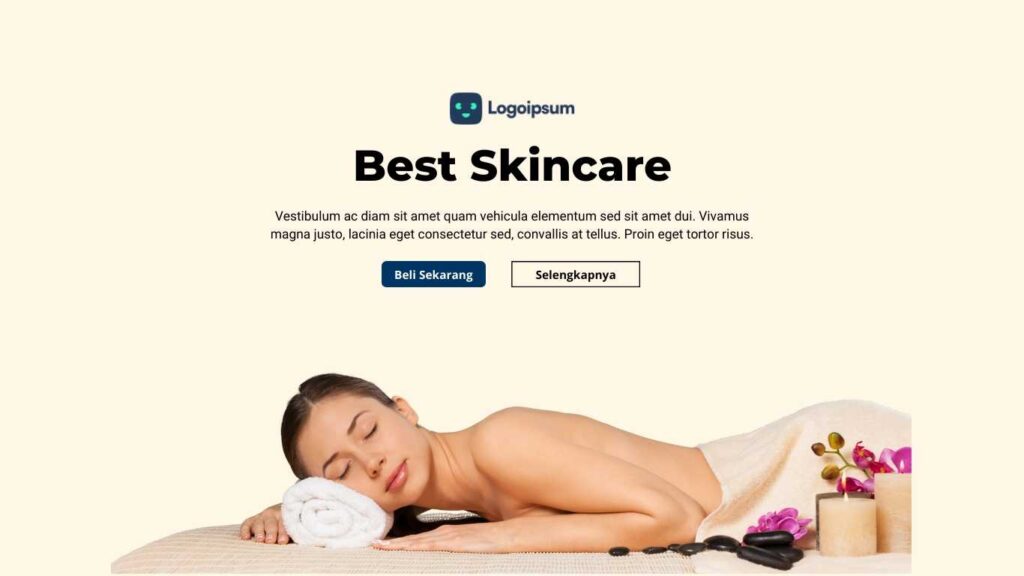 Logoipsum
Best Skincare
Vestibulum ac diam sit amet quam vehicula elementum sed sit amet dui. Vivamus
magna justo, lacinia eget consectetur sed, convallis at tellus. Proin eget tortor risus.
Beli Sekarang
Selengkapnya